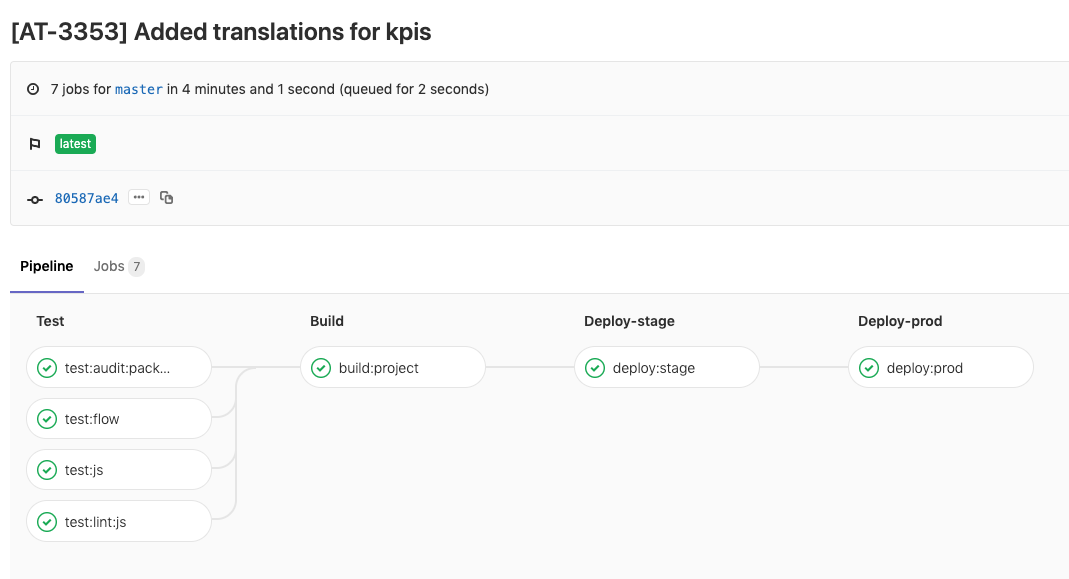 [AT-3353] Added translations for kpis
7 jobs for master in 4 minutes and 1 second (queued for 2 seconds)
latest
80587ae4
Pipeline Jobs 7
Test Build Deploy-stage Deploy-prod
test:audit:pack... build:project deploy:stage deploy:prod
test:flow
test:js
test:lint:js